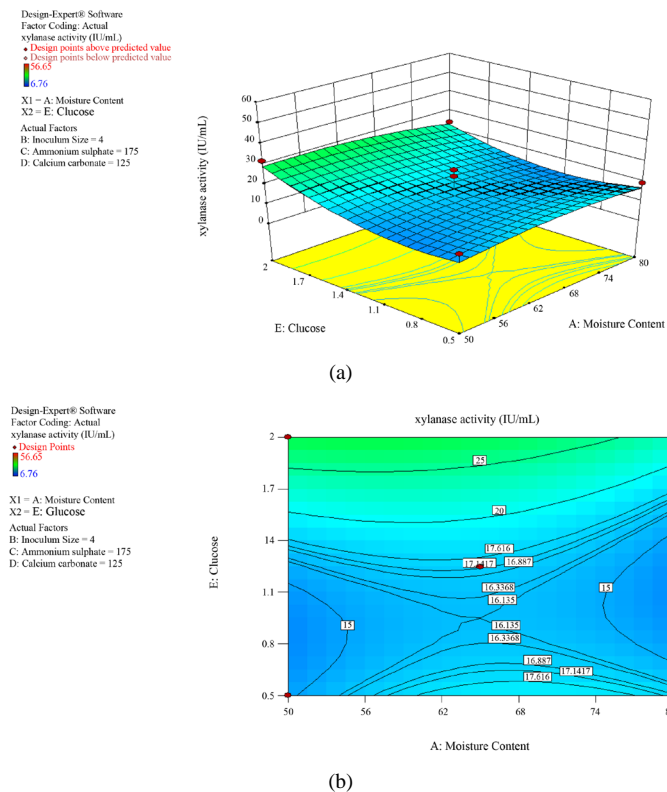 Design-Expert® Software
Factor Coding: Actual
xylanase activity (IU/mL)
Design points above predicted value
Design points below predicted value
56.65
6.76
X1 = A: Moisture Content
X2 = E: Glucose
Actual Factors
B: Inoculum Size = 4
C: Ammonium sulphate = 175
D: Calcium carbonate = 125
xylanase activity (IU/mL)
60
50
40
30
20
10
0
2
1.7
1.4
1.1
0.8
0.5
E: Glucose
50
56
62
68
74
80
A: Moisture Content
(a)
Design-Expert® Software
Factor Coding: Actual
xylanase activity (IU/mL)
Design Points
56.65
6.76
X1 = A: Moisture Content
X2 = E: Glucose
Actual Factors
B: Inoculum Size = 4
C: Ammonium sulphate = 175
D: Calcium carbonate = 125
xylanase activity (IU/mL)
E: Glucose
2
1.7
14
1.1
0.8
0.5
25
20
17.616
17.1417
16.887
16.3368
16.135
15
15
16.135
16.3368
16.887
17.1417
17.616
50
56
62
68
74
8
A: Moisture Content
(b)